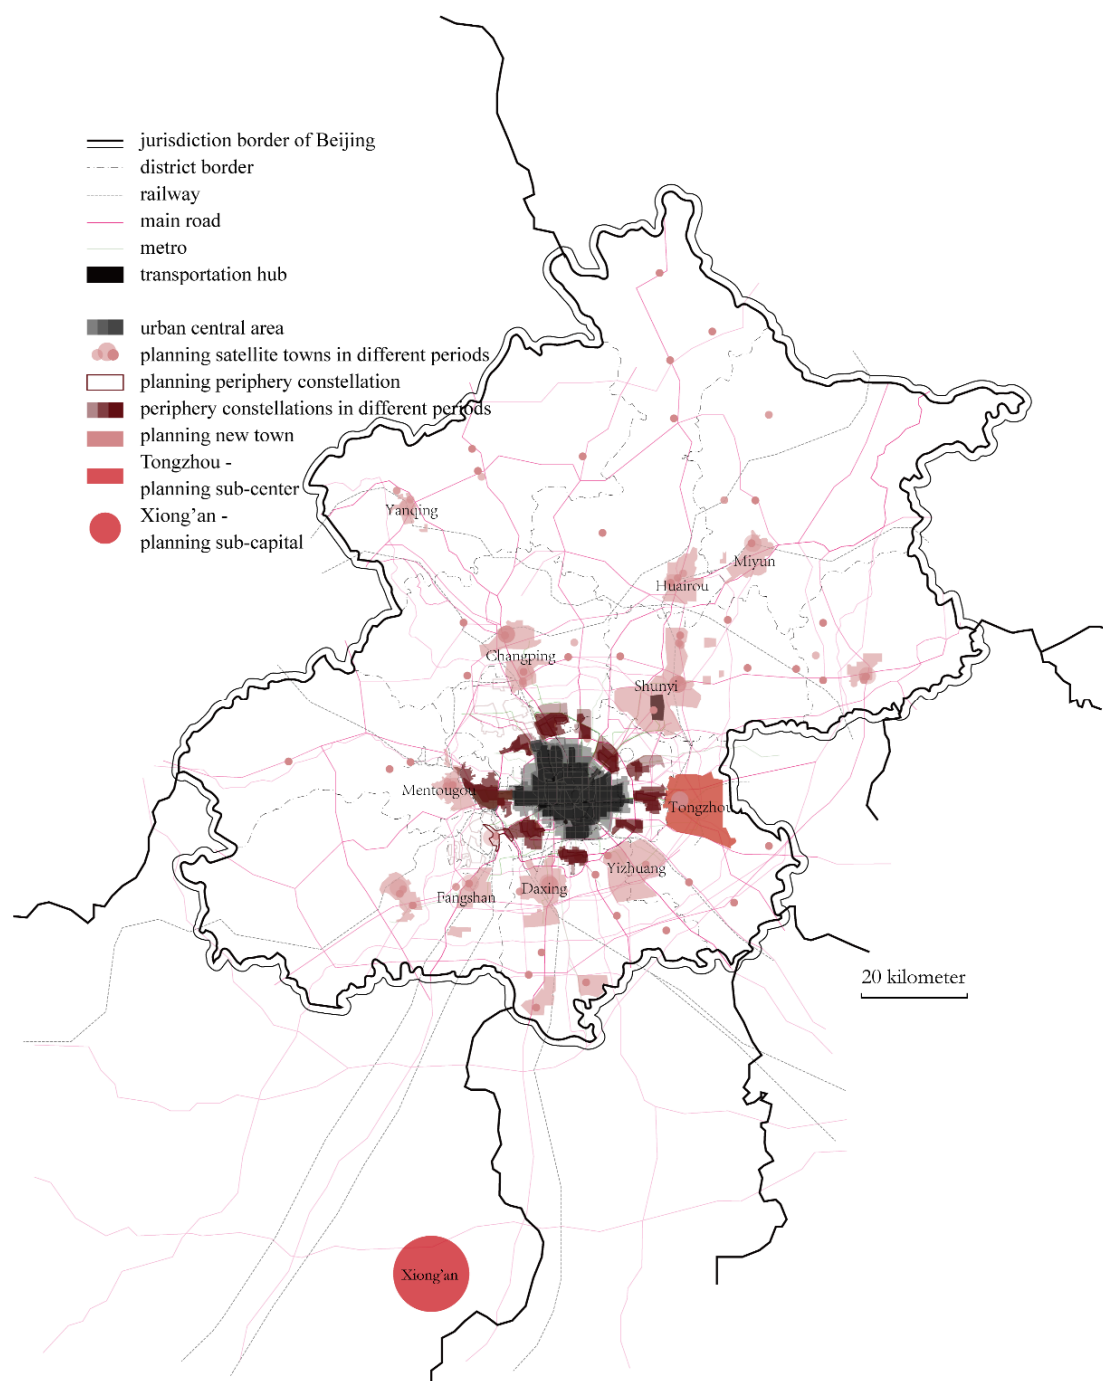 jurisdiction border of Beijing
district border
railway
main road
metro
transportation hub
urban central area
planning satellite towns in different periods
planning periphery constellation
periphery constellations in different periods
planning new town
Tongzhou -
planning sub-center
Xiong'an -
planning sub-capital
Yanqing
Miyun
Huairou
Changping
Shunyi
Mentougou
Tongzhou
Yizhuang
Daxing
Fangshan
20 kilometer
Xiong'an